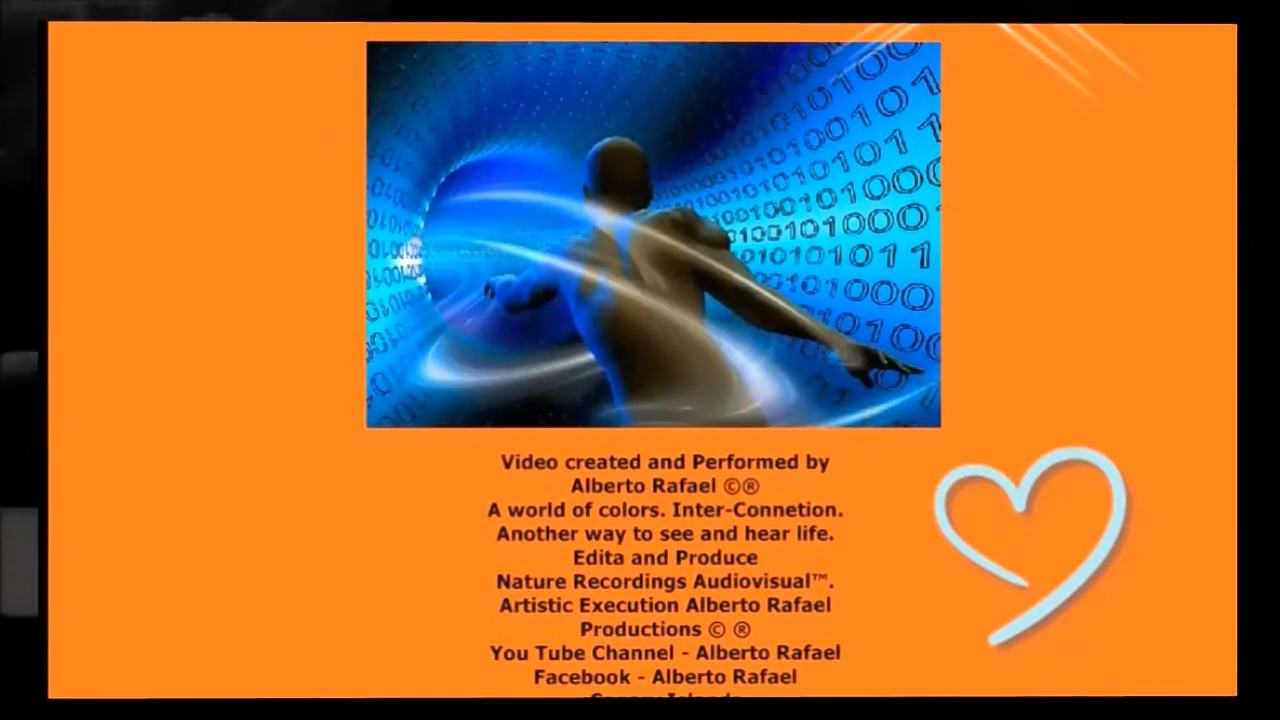 Video created and Performed by
Alberto Rafael ©®
A world of colors. Inter-Connetion.
Another way to see and hear life.
Edita and Produce
Nature Recordings Audiovisual™.
Artistic Execution Alberto Rafael
Productions © ®
You Tube Channel - Alberto Rafael
Facebook - Alberto Rafael